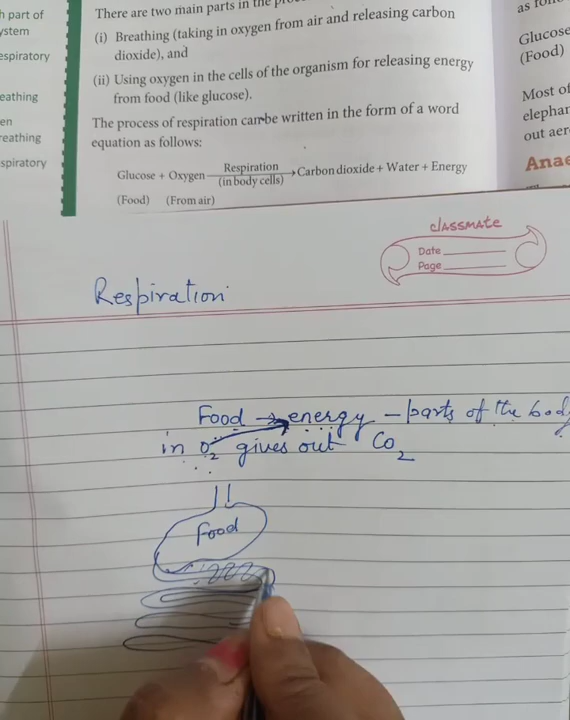 h part of
ystem
espiratory
eathing
en
reathing
spiratory
There are two main parts in the
(i) Breathing (taking in oxygen from air and releasing carbon
dioxide), and
(ii) Using oxygen in the cells of the organism for releasing energy
from food (like glucose).
The process of respiration can be written in the form of a word
equation as follows:
Glucose + Oxygen Respiration (in body cells) → Carbon dioxide + Water + Energy
(Food) (From air)
as
Glucose
(Food)
Most of
elephan
out aer
Anae
cLASSMAte
Date
Page
Respiration
Food → energy – parts of the body
in O2 gives out CO2
Food